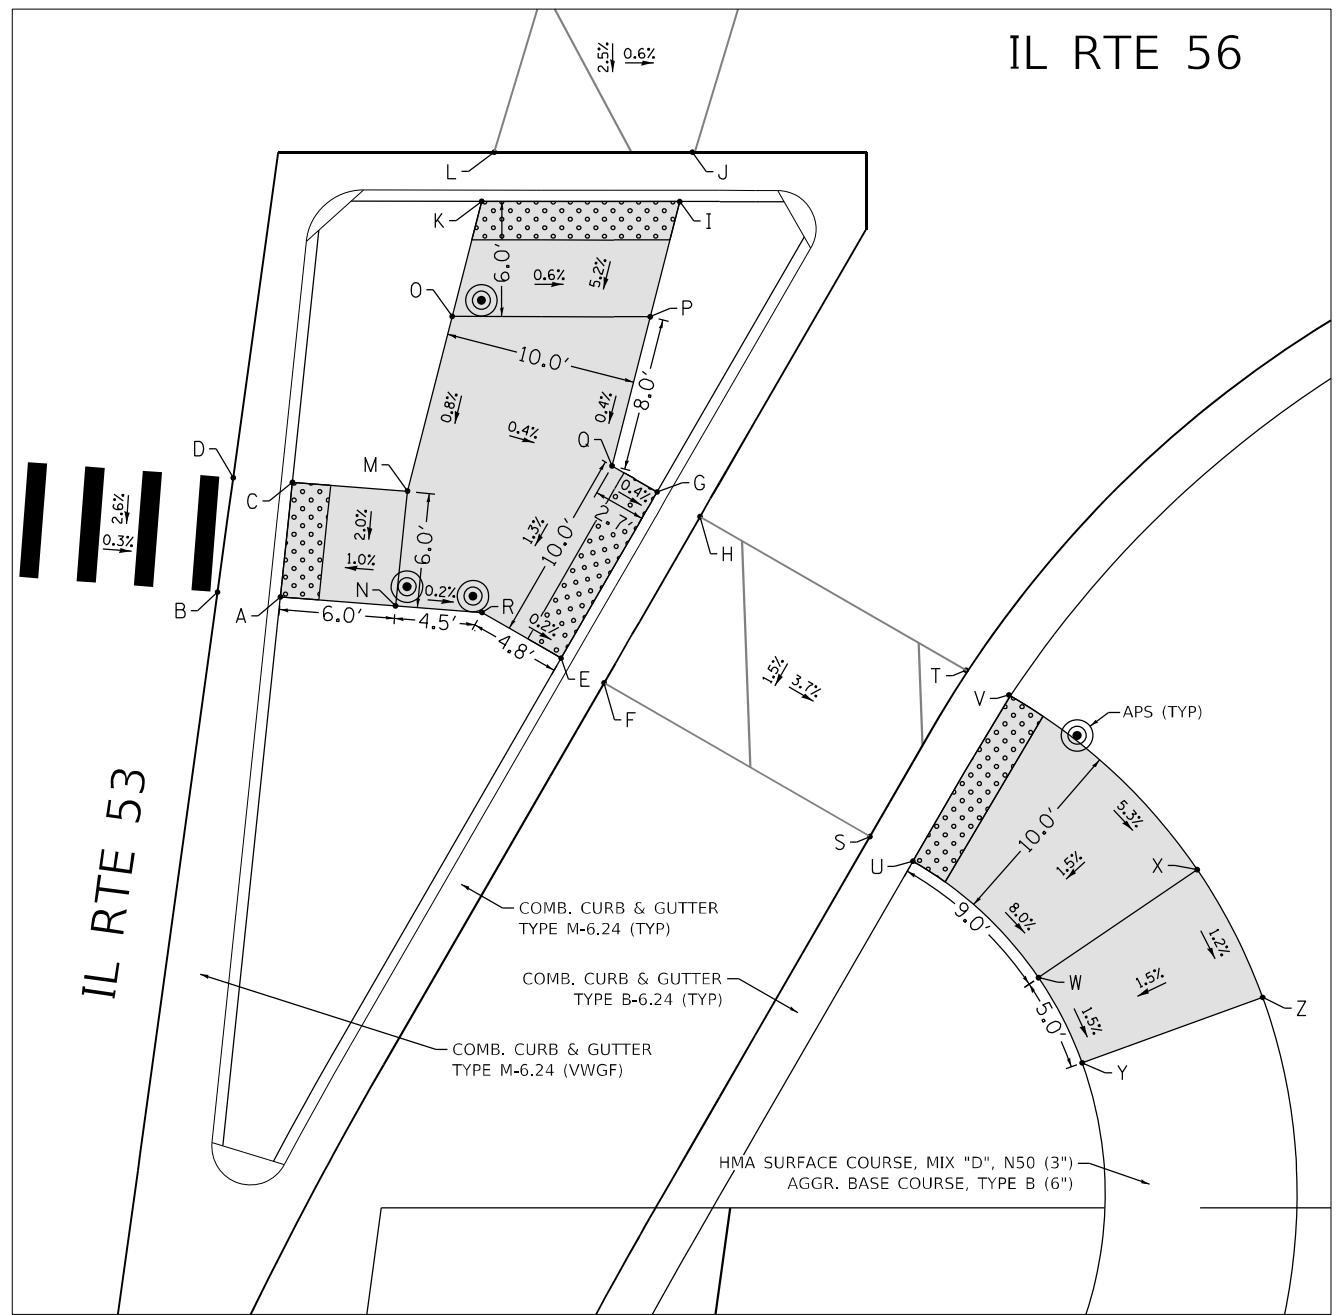 IL RTE 56
2.5% 0.6%
L J
K I
6.0'
0.6% 5.2%
O P
10.0'
8.0'
0.8% 0.4% 0.4%
Q
D M
C G
0.4%
2.7'
2.6%
0.3%
2.0%
1.0%
6.0'
1.3%
10.0'
H
B A N 0.2% R
6.0' 4.5' 4.8'
0.2%
E
F
1.5% 3.7%
T
V
APS (TYP)
5.3%
10.0'
1.5%
S
U X
9.0'
8.0%
1.2%
W
1.5%
5.0'
1.5%
Z
Y
IL RTE 53
COMB. CURB & GUTTER
TYPE M-6.24 (TYP)
COMB. CURB & GUTTER
TYPE B-6.24 (TYP)
COMB. CURB & GUTTER
TYPE M-6.24 (VWGF)
HMA SURFACE COURSE, MIX "D", N50 (3")
AGGR. BASE COURSE, TYPE B (6")